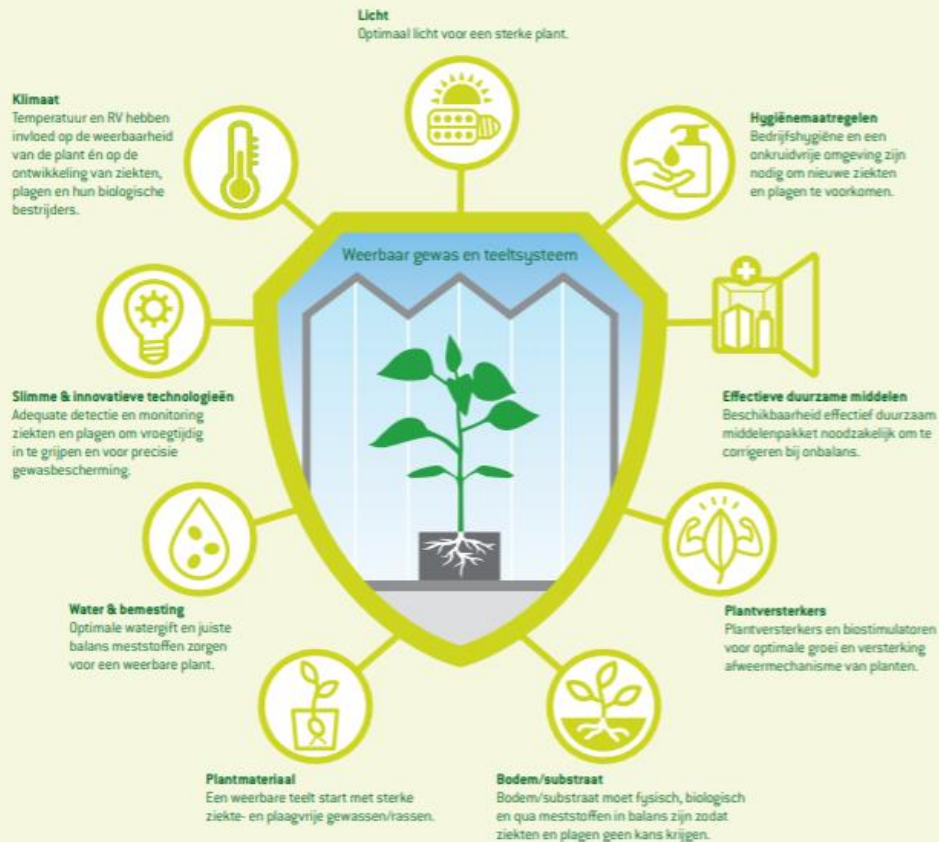 Licht
Optimaal licht voor een sterke plant.
Klimaat
Temperatuur en RV hebben
invloed op de weerbaarheid
van de plant én op de
ontwikkeling van ziekten,
plagen en hun biologische
bestrijders.
Hygiënemaatregelen
Bedrijfshygiëne en een
onkruidvrije omgeving zijn
nodig om nieuwe ziekten
en plagen te voorkomen.
Weerbaar gewas en teeltsysteem
Slimme & innovatieve technologieën
Adequate detectie en monitoring
ziekten en plagen om vroegtijdig
in te grijpen en voor precisie
gewasbescherming.
Effectieve duurzame middelen
Beschikbaarheid effectief duurzaam
middelenpakket noodzakelijk om te
corrigeren bij onbalans.
Water & bemesting
Optimale watergift en juiste
balans meststoffen zorgen
voor een weerbare plant.
Plantversterkers
Plantversterkers en biostimulatoren
voor optimale groei en versterking
afweermechanisme van planten.
Plantmateriaal
Een weerbare teelt start met sterke
ziekte- en plaagvrije gewassen/rassen.
Bodem/substraat
Bodem/substraat moet fysisch, biologisch
en qua meststoffen in balans zijn zodat
ziekten en plagen geen kans krijgen.